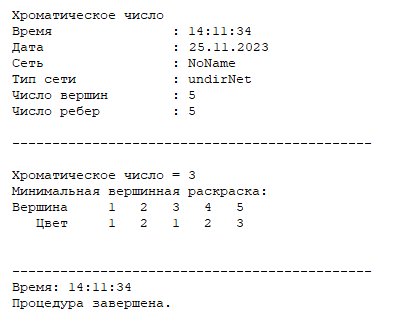 Хроматическое число
Время               : 14:11:34
Дата                : 25.11.2023
Сеть                : NoName
Тип сети            : undirNet
Число вершин        : 5
Число ребер         : 5
---------------------------------------------
Хроматическое число = 3
Минимальная вершинная раскраска:
Вершина     1   2   3   4   5
   Цвет     1   2   1   2   3
---------------------------------------------
Время: 14:11:34
Процедура завершена.